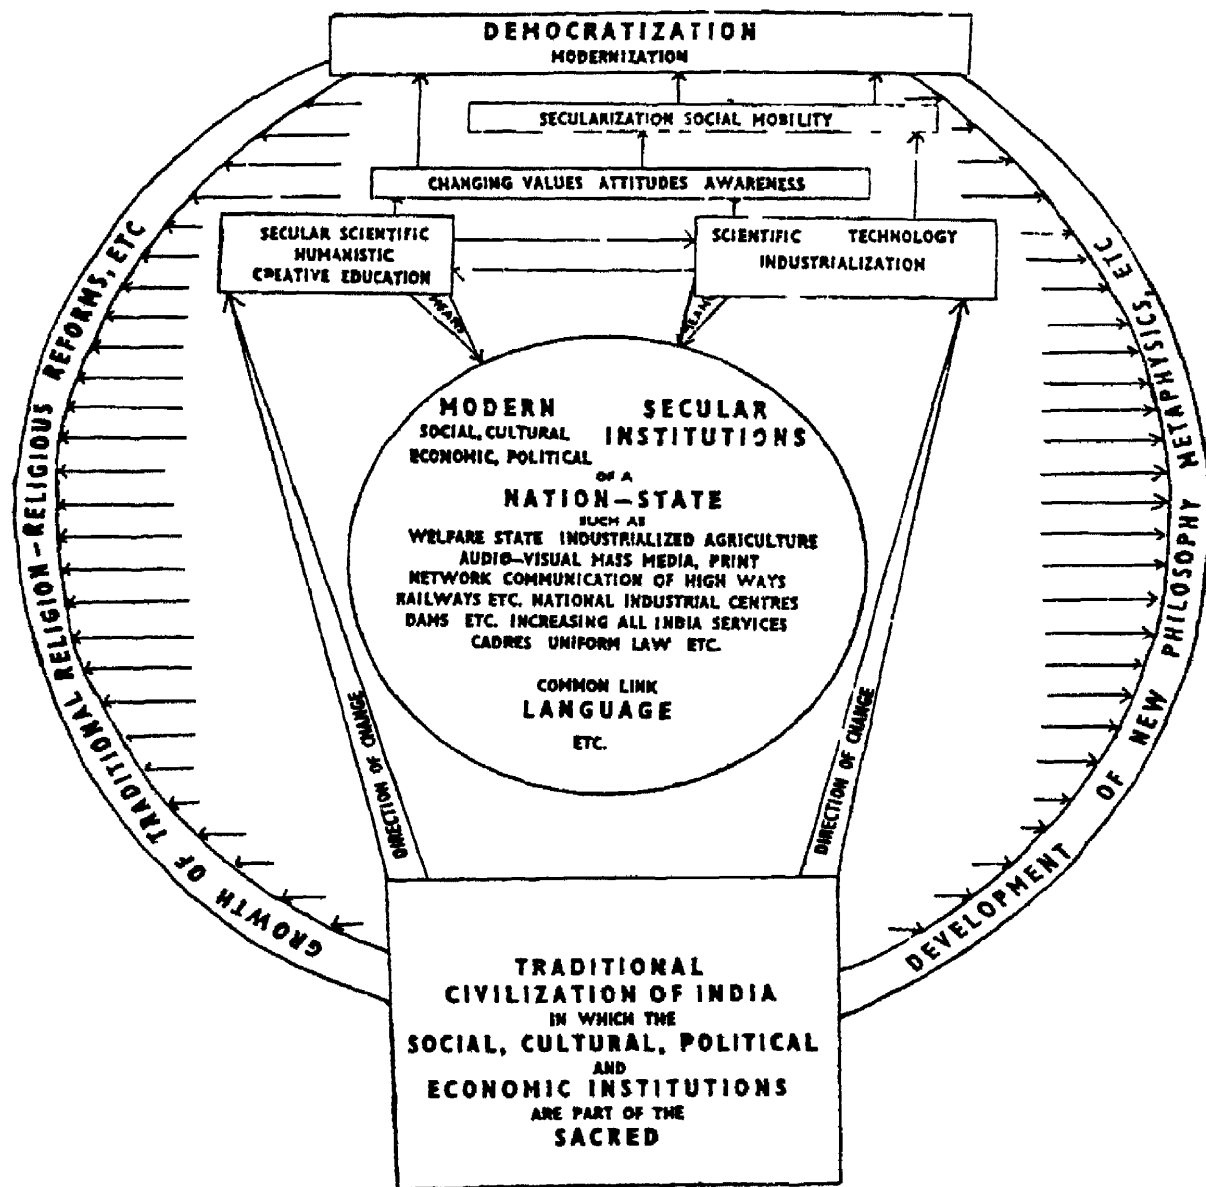 DEMOCRATIZATION
MODERNIZATION
SECULARIZATION SOCIAL MOBILITY
CHANGING VALUES ATTITUDES AWARENESS
SECULAR SCIENTIFIC
HUMANISTIC
CREATIVE EDUCATION
SCIENTIFIC TECHNOLOGY
INDUSTRIALIZATION
MEANS
MEANS
GROWTH OF TRADITIONAL RELIGION-RELIGIOUS REFORMS, ETC
DEVELOPMENT OF NEW PHILOSOPHY METAPHYSICS, ETC
MODERN SECULAR
SOCIAL, CULTURAL INSTITUTIONS
ECONOMIC, POLITICAL
OF A
NATION-STATE
SUCH AS
WELFARE STATE INDUSTRIALIZED AGRICULTURE
AUDIO-VISUAL MASS MEDIA, PRINT
NETWORK COMMUNICATION OF HIGH WAYS
RAILWAYS ETC. NATIONAL INDUSTRIAL CENTRES
DAMS ETC. INCREASING ALL INDIA SERVICES
CADRES UNIFORM LAW ETC.
COMMON LINK
LANGUAGE
ETC.
DIRECTION OF CHANGE
DIRECTION OF CHANGE
TRADITIONAL
CIVILIZATION OF INDIA
IN WHICH THE
SOCIAL, CULTURAL, POLITICAL
AND
ECONOMIC INSTITUTIONS
ARE PART OF THE
SACRED